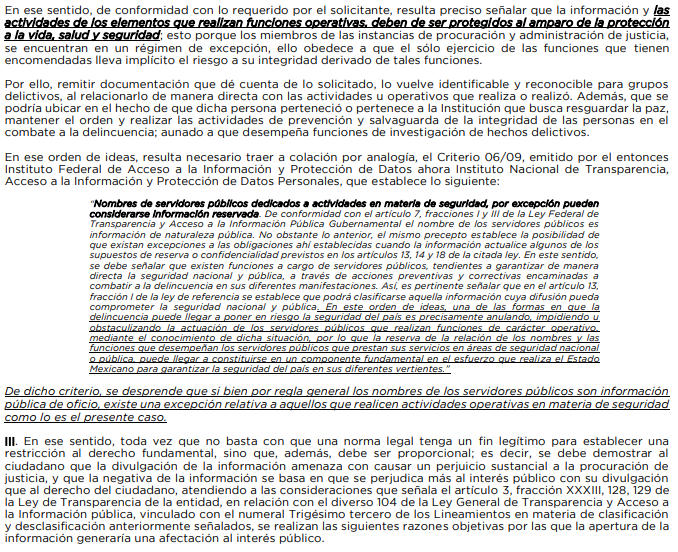 En ese sentido, de conformidad con lo requerido por el solicitante, resulta preciso señalar que la información y las
actividades de los elementos que realizan funciones operativas, deben de ser protegidos al amparo de la protección
a la vida, salud y seguridad; esto porque los miembros de las instancias de procuración y administración de justicia,
se encuentran en un régimen de excepción, ello obedece a que el sólo ejercicio de las funciones que tienen
encomendadas lleva implícito el riesgo a su integridad derivado de tales funciones.
Por ello, remitir documentación que dé cuenta de lo solicitado, lo vuelve identificable y reconocible para grupos
delictivos, al relacionarlo de manera directa con las actividades u operativos que realiza o realizó. Además, que se
podría ubicar en el hecho de que dicha persona perteneció o pertenece a la Institución que busca resguardar la paz,
mantener el orden y realizar las actividades de prevención y salvaguarda de la integridad de las personas en el
combate a la delincuencia; aunado a que desempeña funciones de investigación de hechos delictivos.
En ese orden de ideas, resulta necesario traer a colación por analogía, el Criterio 06/09, emitido por el entonces
Instituto Federal de Acceso a la Información y Protección de Datos ahora Instituto Nacional de Transparencia,
Acceso a la Información y Protección de Datos Personales, que establece lo siguiente:
"Nombres de servidores públicos dedicados a actividades en materia de seguridad, por excepción pueden
considerarse información reservada. De conformidad con el artículo 7, fracciones I y III de la Ley Federal de
Transparencia y Acceso a la Información Pública Gubernamental el nombre de los servidores públicos es
información de naturaleza pública. No obstante lo anterior, el mismo precepto establece la posibilidad de
que existan excepciones a las obligaciones ahí establecidas cuando la información actualice algunos de los
supuestos de reserva o confidencialidad previstos en los artículos 13, 14 y 18 de la citada ley. En este sentido,
se debe señalar que existen funciones a cargo de servidores públicos, tendientes a garantizar de manera
directa la seguridad nacional y pública, a través de acciones preventivas y correctivas encaminadas a
combatir a la delincuencia en sus diferentes manifestaciones. Así, es pertinente señalar que en el artículo 13,
fracción I de la ley de referencia se establece que podrá clasificarse aquella información cuya difusión pueda
comprometer la seguridad nacional y pública. En este orden de ideas, una de las formas en que la
delincuencia puede llegar a poner en riesgo la seguridad del país es precisamente anulando, impidiendo u
obstaculizando la actuación de los servidores públicos que realizan funciones de carácter operativo,
mediante el conocimiento de dicha situación, por lo que la reserva de la relación de los nombres y las
funciones que desempeñan los servidores públicos que prestan sus servicios en áreas de seguridad nacional
o pública, puede llegar a constituirse en un componente fundamental en el esfuerzo que realiza el Estado
Mexicano para garantizar la seguridad del país en sus diferentes vertientes."
De dicho criterio, se desprende que si bien por regla general los nombres de los servidores públicos son información
pública de oficio, existe una excepción relativa a aquellos que realicen actividades operativas en materia de seguridad
como lo es el presente caso.
III. En ese sentido, toda vez que no basta con que una norma legal tenga un fin legítimo para establecer una
restricción al derecho fundamental, sino que, además, debe ser proporcional; es decir, se debe demostrar al
ciudadano que la divulgación de la información amenaza con causar un perjuicio sustancial a la procuración de
justicia, y que la negativa de la información se basa en que se perjudica más al interés público con su divulgación
que al derecho del ciudadano, atendiendo a las consideraciones que señala el artículo 3, fracción XXXIII, 128, 129 de
la Ley de Transparencia de la entidad, en relación con el diverso 104 de la Ley General de Transparencia y Acceso a
la Información pública, vinculado con el numeral Trigésimo tercero de los Lineamientos en materia de clasificación
y desclasificación anteriormente señalados, se realizan las siguientes razones objetivas por las que la apertura de la
información generaría una afectación al interés público.